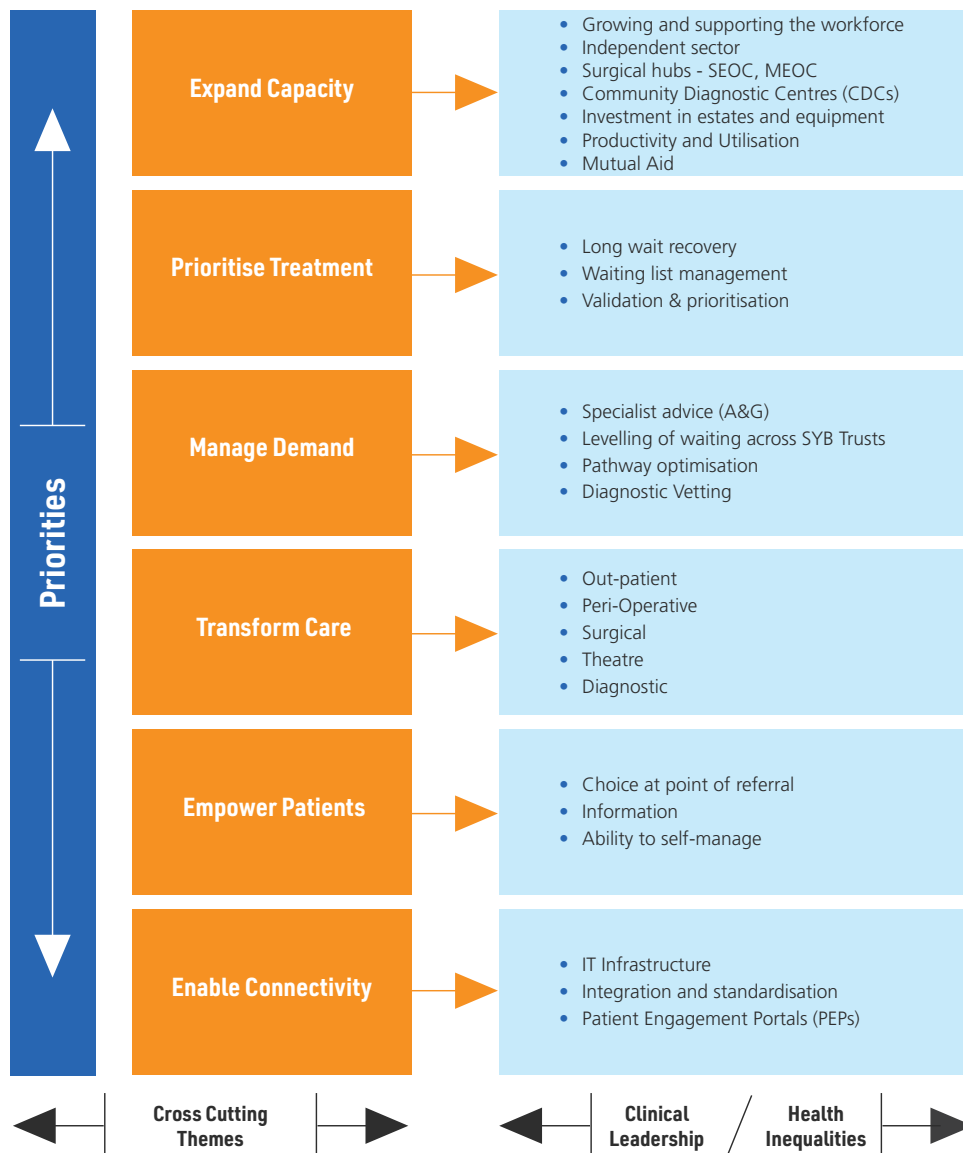 Priorities
Expand Capacity
• Growing and supporting the workforce
• Independent sector
• Surgical hubs - SEOC, MEOC
• Community Diagnostic Centres (CDCs)
• Investment in estates and equipment
• Productivity and Utilisation
• Mutual Aid
Prioritise Treatment
• Long wait recovery
• Waiting list management
• Validation & prioritisation
Manage Demand
• Specialist advice (A&G)
• Levelling of waiting across SYB Trusts
• Pathway optimisation
• Diagnostic Vetting
Transform Care
• Out-patient
• Peri-Operative
• Surgical
• Theatre
• Diagnostic
Empower Patients
• Choice at point of referral
• Information
• Ability to self-manage
Enable Connectivity
• IT Infrastructure
• Integration and standardisation
• Patient Engagement Portals (PEPs)
Cross Cutting
Themes
Clinical
Leadership
Health
Inequalities